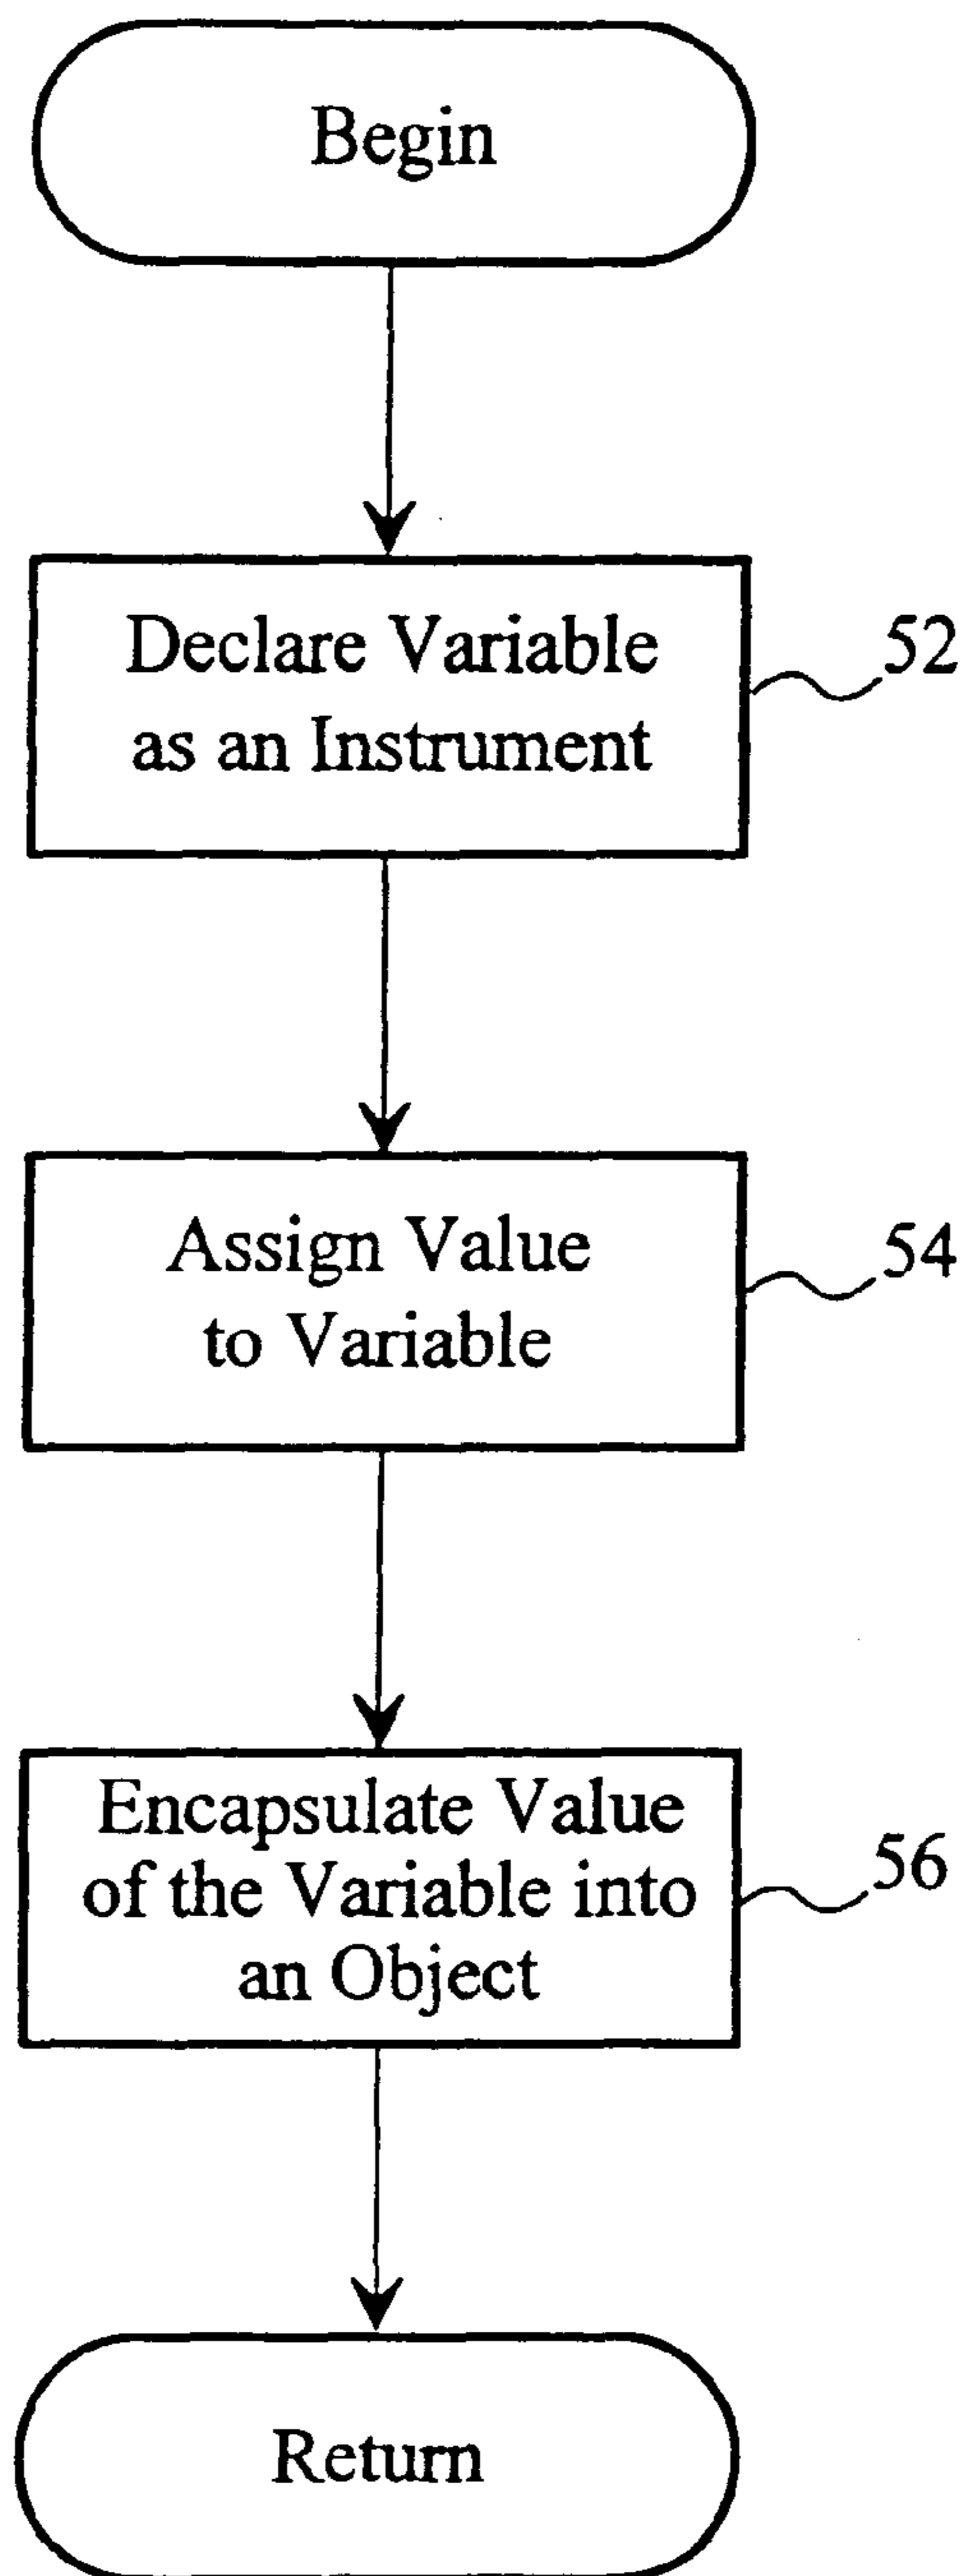 Begin
Declare Variable
as an Instrument
52
Assign Value
to Variable
54
Encapsulate Value
of the Variable into
an Object
56
Return